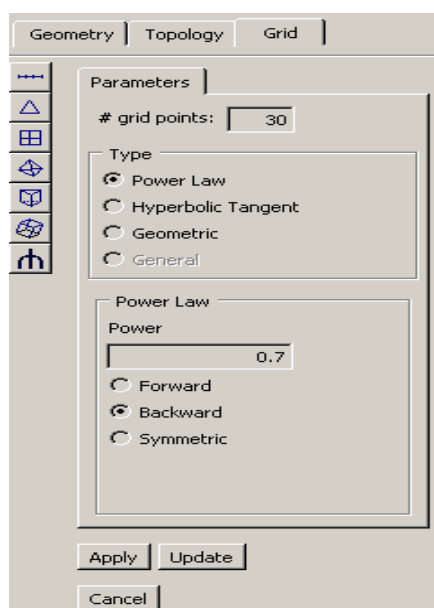 Geometry Topology Grid
Parameters
# grid points: 30
Type
Power Law
Hyperbolic Tangent
Geometric
General
Power Law
Power
0.7
Forward
Backward
Symmetric
Apply Update
Cancel